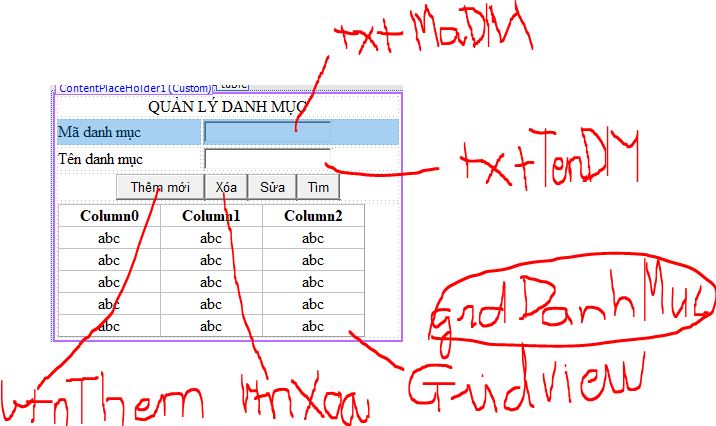 txtMaDM
ContentPlaceHolder1 (Custom)
QUẢN LÝ DANH MỤC
Mã danh mục
Tên danh mục
txtTenDM
Thêm mới Xóa Sửa Tìm
Column0 Column1 Column2
abc abc abc
abc abc abc
abc abc abc
abc abc abc
abc abc abc
grdDanhMuc
btnThem btnXoa Gridview